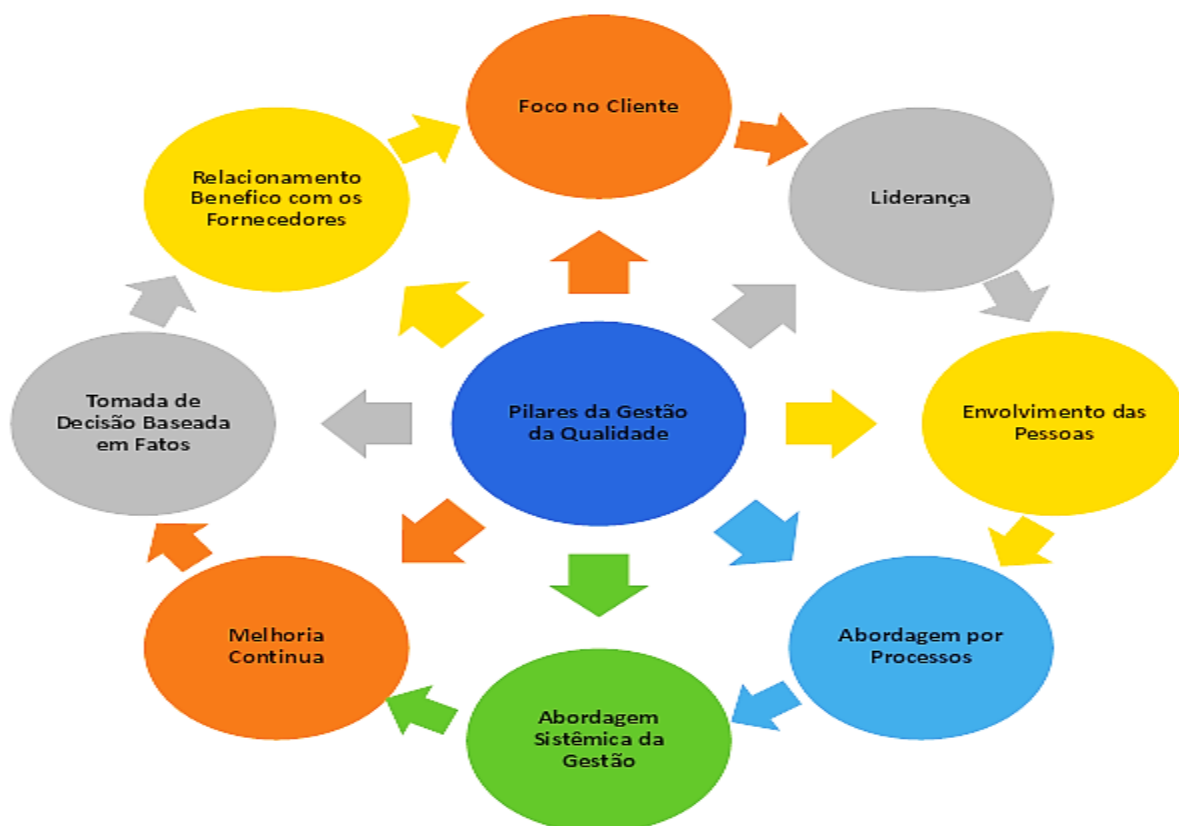 Foco no Cliente
Liderança
Envolvimento das
Pessoas
Abordagem por
Processos
Abordagem
Sistêmica da
Gestão
Melhoria
Continua
Tomada de
Decisão Baseada
em Fatos
Relacionamento
Benefico com os
Fornecedores
Pilares da Gestão
da Qualidade